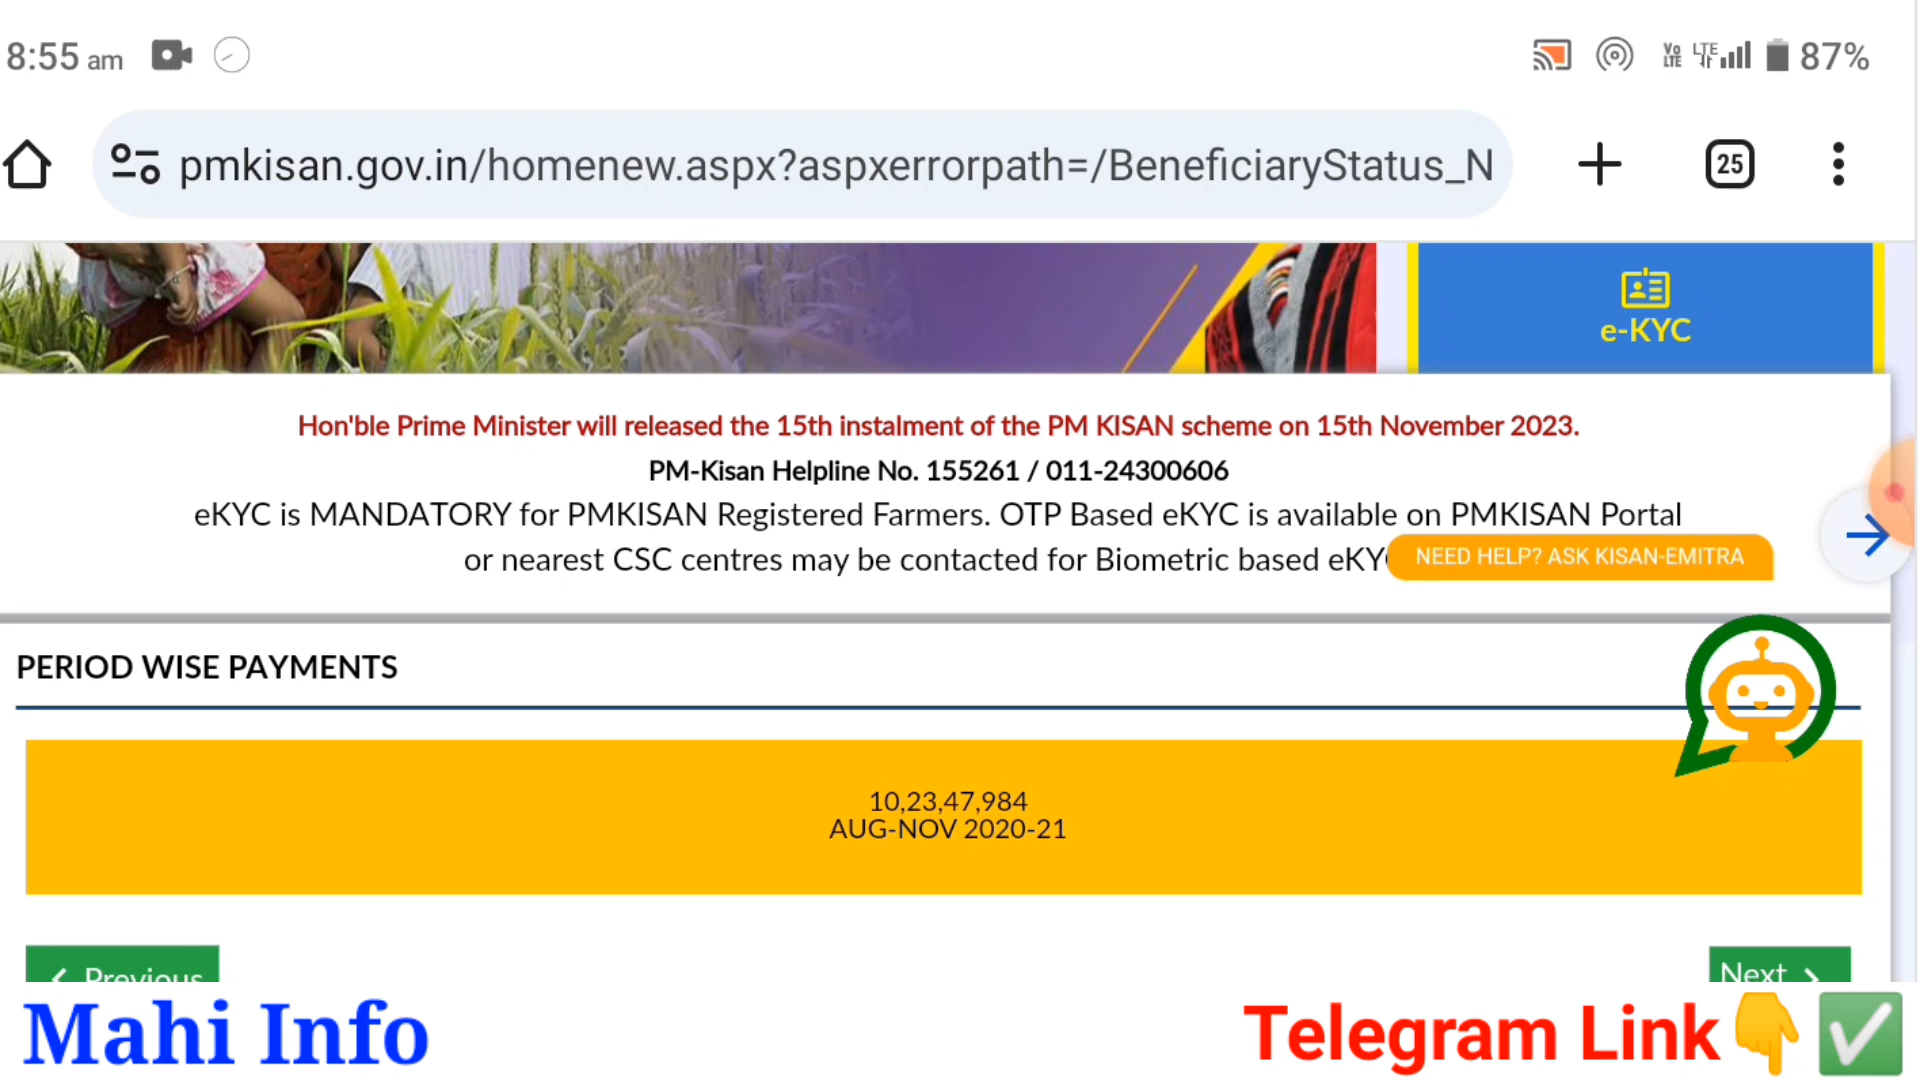 8:55 am
Vo LTE LTE 87%
pmkisan.gov.in/homenew.aspx?aspxerrorpath=/BeneficiaryStatus_N
25
e-KYC
Hon'ble Prime Minister will released the 15th instalment of the PM KISAN scheme on 15th November 2023.
PM-Kisan Helpline No. 155261 / 011-24300606
eKYC is MANDATORY for PMKISAN Registered Farmers. OTP Based eKYC is available on PMKISAN Portal
or nearest CSC centres may be contacted for Biometric based eKY
NEED HELP? ASK KISAN-EMITRA
PERIOD WISE PAYMENTS
10,23,47,984
AUG-NOV 2020-21
Previous
Next
Mahi Info
Telegram Link